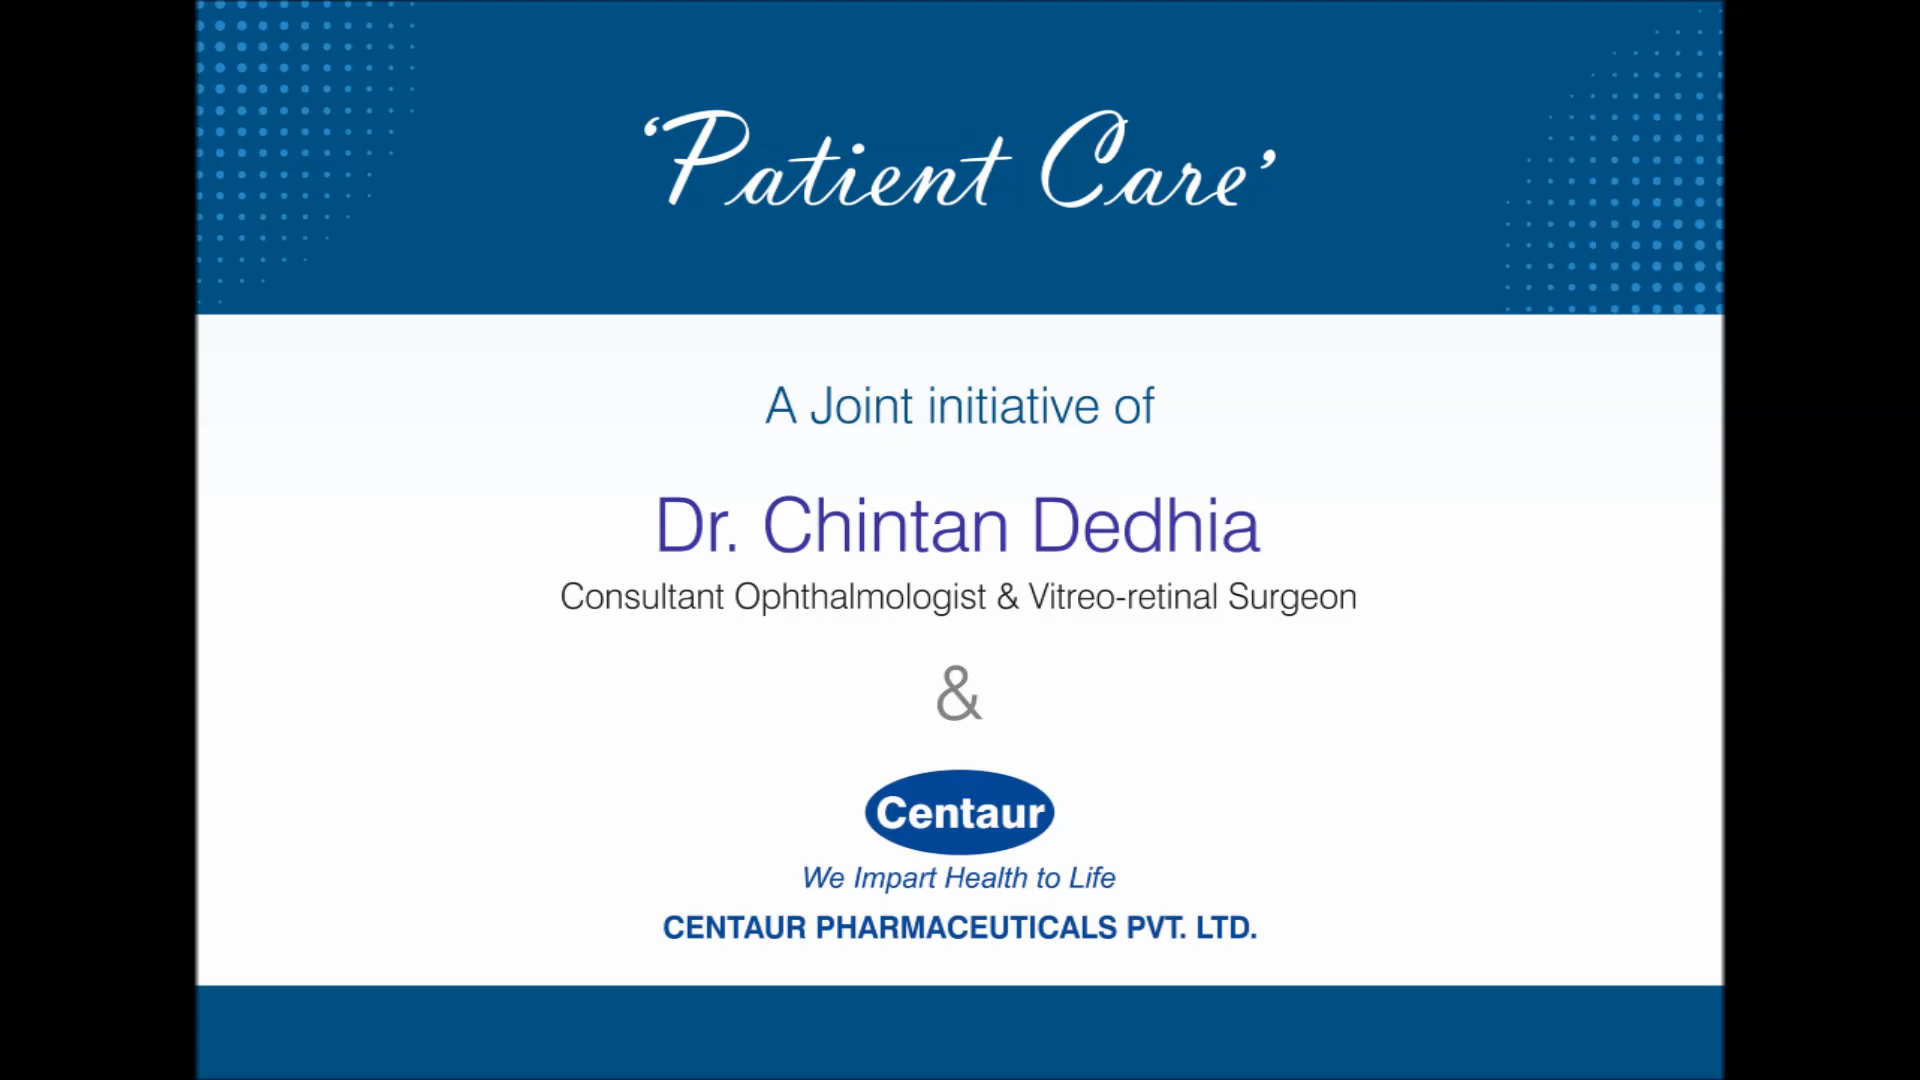 ‘Patient Care’
A Joint initiative of
Dr. Chintan Dedhia
Consultant Ophthalmologist & Vitreo-retinal Surgeon
&
Centaur
We Impart Health to Life
CENTAUR PHARMACEUTICALS PVT. LTD.